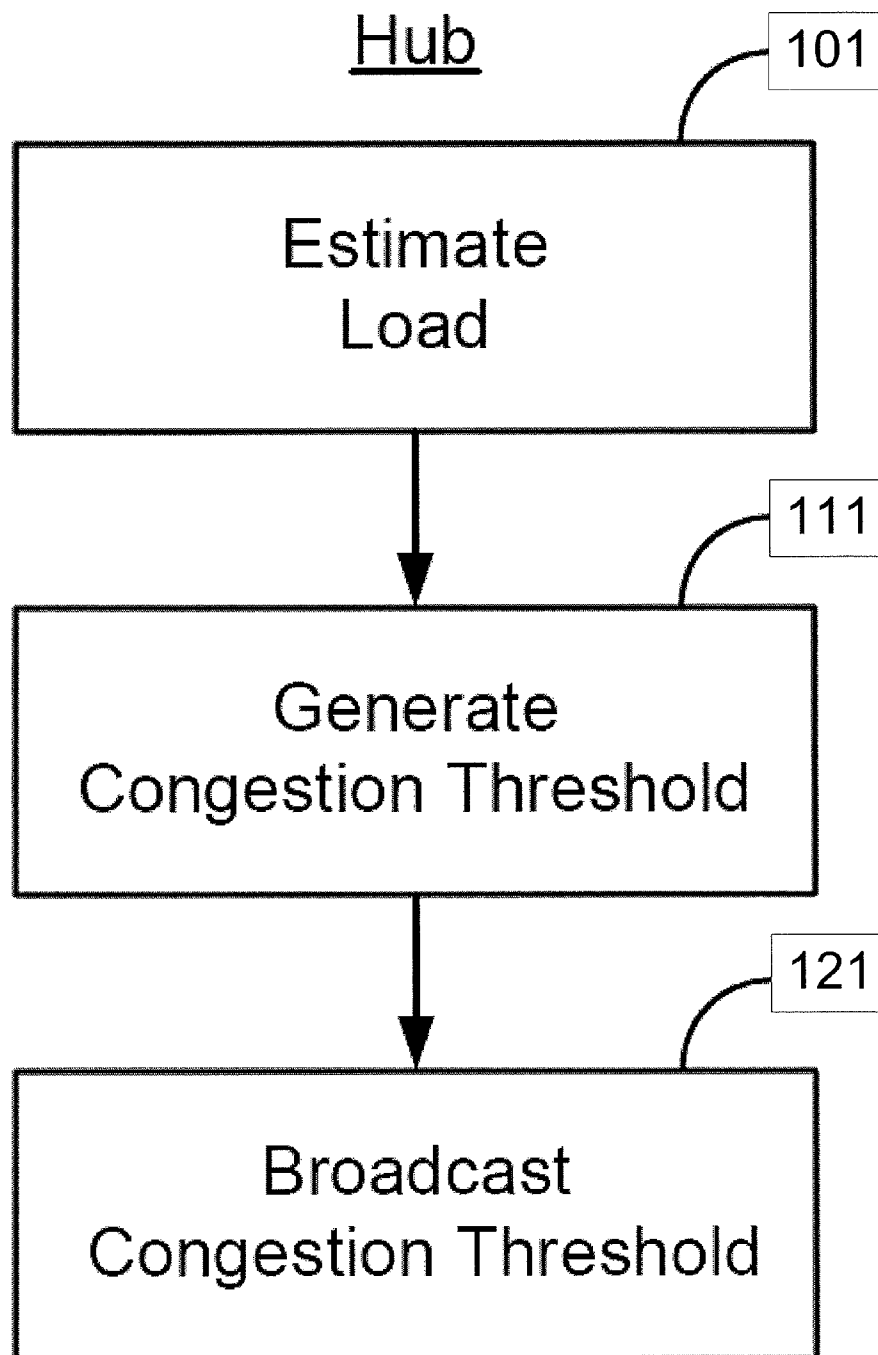 Hub
101
Estimate
Load
111
Generate
Congestion Threshold
121
Broadcast
Congestion Threshold